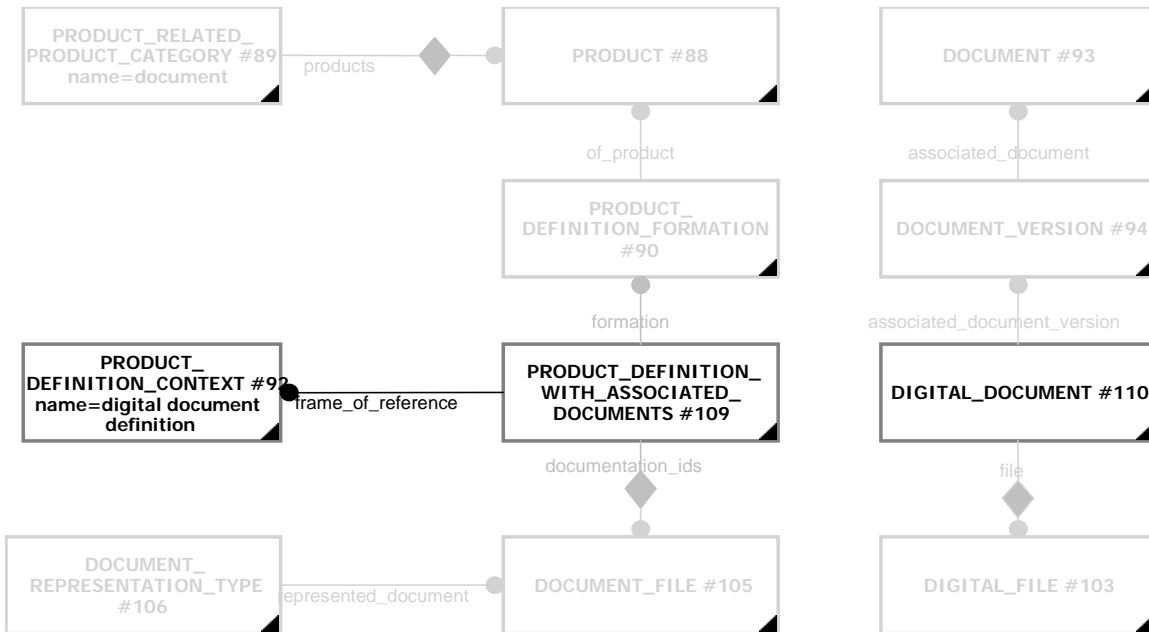 PRODUCT_RELATED_
PRODUCT_CATEGORY #89
name=document
products
PRODUCT #88
DOCUMENT #93
of_product
associated_document
PRODUCT_
DEFINITION_FORMATION
#90
DOCUMENT_VERSION #94
formation
associated_document_version
PRODUCT_
DEFINITION_CONTEXT #92
name=digital document
definition
frame_of_reference
PRODUCT_DEFINITION_
WITH_ASSOCIATED_
DOCUMENTS #109
DIGITAL_DOCUMENT #110
documentation_ids
file
DOCUMENT_
REPRESENTATION_TYPE
#106
represented_document
DOCUMENT_FILE #105
DIGITAL_FILE #103